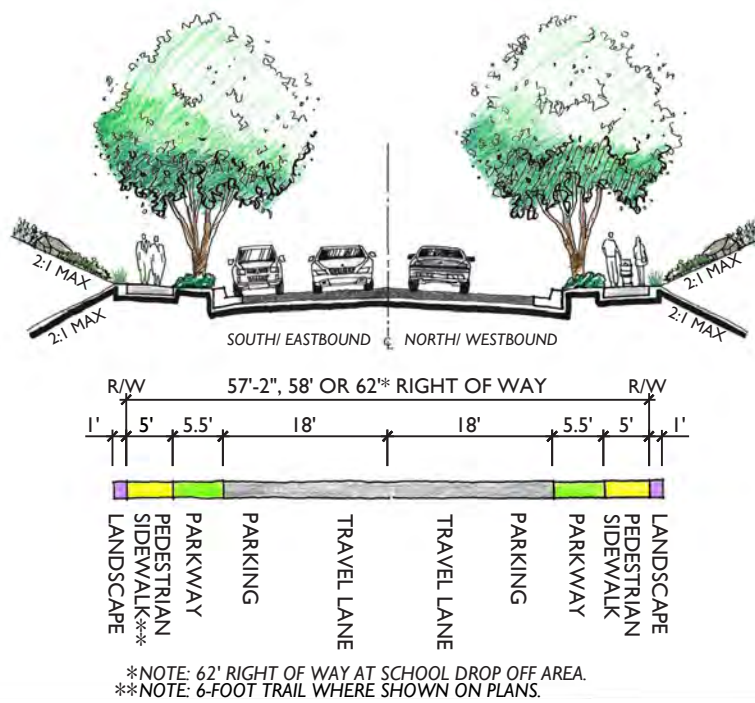 2:1 MAX
2:1 MAX
2:1 MAX
2:1 MAX
SOUTH/ EASTBOUND ℄ NORTH/ WESTBOUND
R/W 57'-2", 58' OR 62'* RIGHT OF WAY R/W
1' 5' 5.5' 18' 18' 5.5' 5' 1'
LANDSCAPE
PEDESTRIAN
SIDEWALK**
PARKWAY
PARKING
TRAVEL LANE
TRAVEL LANE
PARKING
PARKWAY
PEDESTRIAN
SIDEWALK
LANDSCAPE
*NOTE: 62' RIGHT OF WAY AT SCHOOL DROP OFF AREA.
**NOTE: 6-FOOT TRAIL WHERE SHOWN ON PLANS.